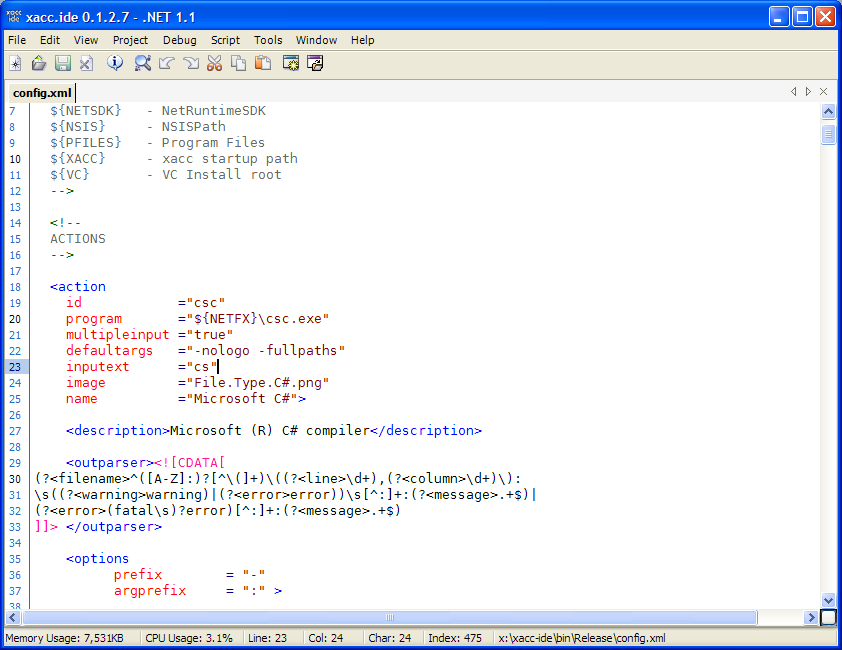 xacc.ide 0.1.2.7 - .NET 1.1
File Edit View Project Debug Script Tools Window Help
config.xml
7 ${NETSDK} - NetRuntimeSDK
8 ${NSIS} - NSISPath
9 ${PFILES} - Program Files
10 ${XACC} - xacc startup path
11 ${VC} - VC Install root
12 -->
13
14 <!--
15 ACTIONS
16 -->
17
18 <action
19 id ="csc"
20 program ="${NETFX}\csc.exe"
21 multipleinput ="true"
22 defaultargs ="-nologo -fullpaths"
23 inputext ="cs"
24 image ="File.Type.C#.png"
25 name ="Microsoft C#">
26
27 <description>Microsoft (R) C# compiler</description>
28
29 <outparser><![CDATA[
30 (?<filename>^([A-Z]:)?[^\(]+)\((?<line>\d+),(?<column>\d+)\):
31 \s((?<warning>warning)|(?<error>error))\s[^:]+:(?<message>.+$)|
32 (?<error>(fatal\s)?error)[^:]+:(?<message>.+$)
33 ]]> </outparser>
34
35 <options
36 prefix = "-"
37 argprefix = ":" >
38
Memory Usage: 7,531KB CPU Usage: 3.1% Line: 23 Col: 24 Char: 24 Index: 475 x:\xacc-ide\bin\Release\config.xml